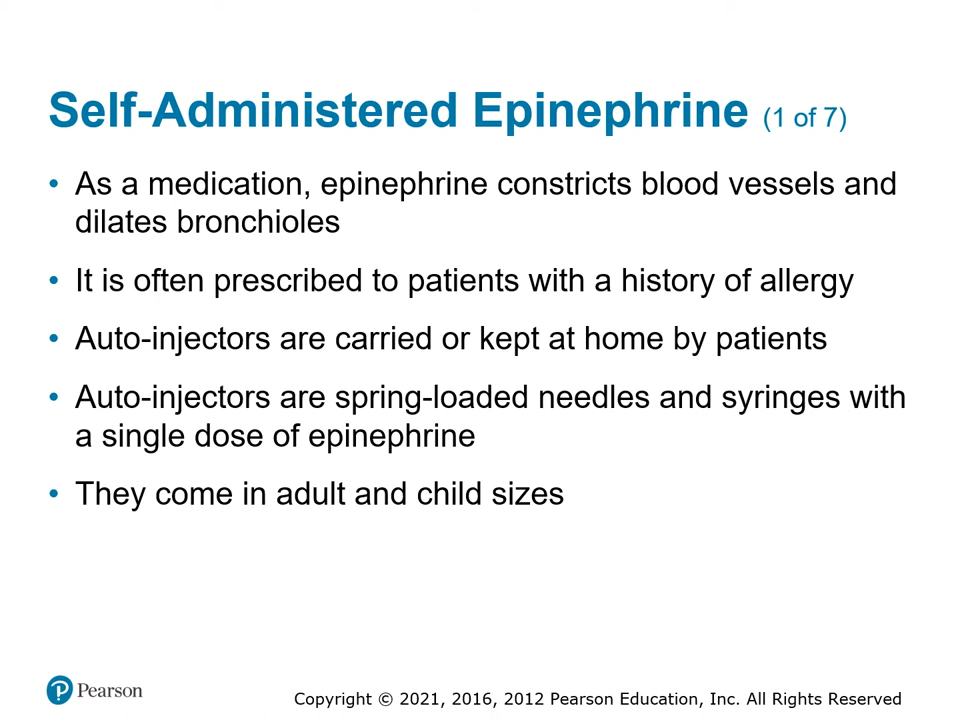 Self-Administered Epinephrine (1 of 7)
• As a medication, epinephrine constricts blood vessels and
dilates bronchioles
• It is often prescribed to patients with a history of allergy
• Auto-injectors are carried or kept at home by patients
• Auto-injectors are spring-loaded needles and syringes with
a single dose of epinephrine
• They come in adult and child sizes
Pearson
Copyright © 2021, 2016, 2012 Pearson Education, Inc. All Rights Reserved